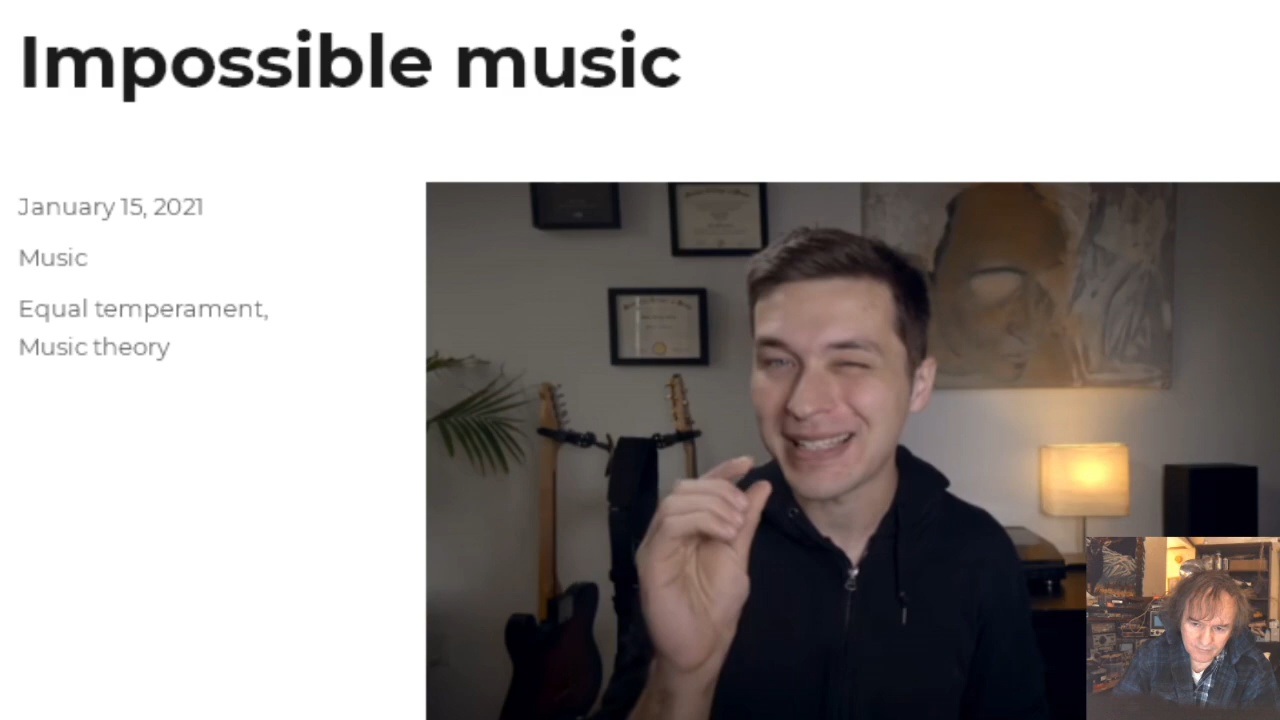 Impossible music
January 15, 2021
Music
Equal temperament,
Music theory